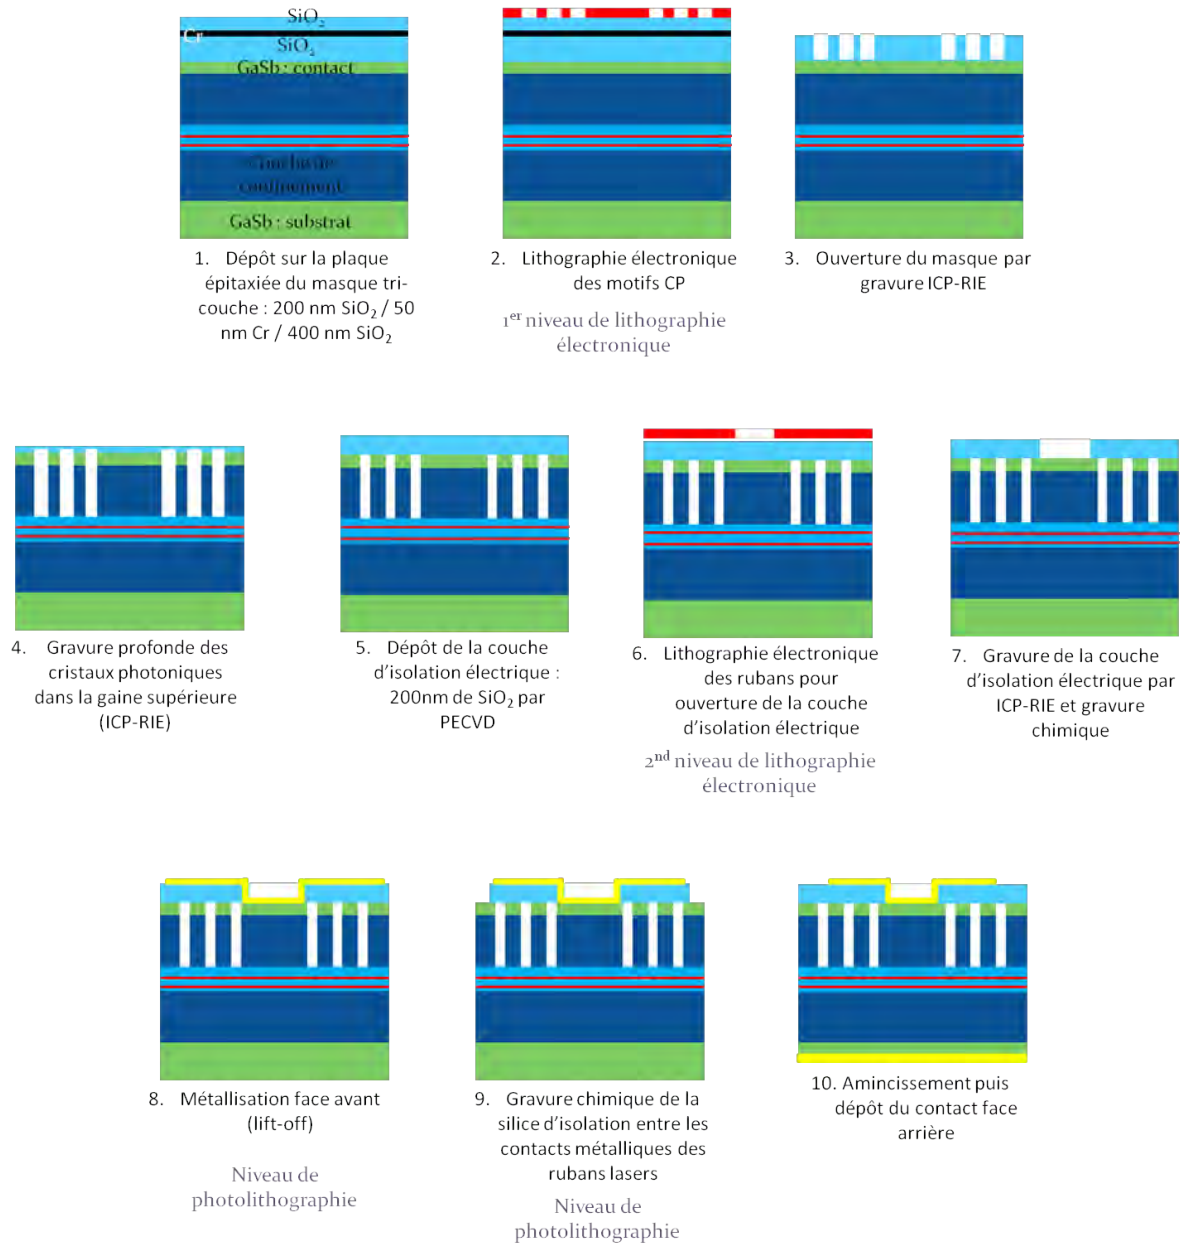 SiO₂
Cr
SiO₂
GaSb : contact
Couche de
confinement
GaSb : substrat
1. Dépôt sur la plaque
épitaxiée du masque tri-
couche : 200 nm SiO₂ / 50
nm Cr / 400 nm SiO₂
2. Lithographie électronique
des motifs CP
1er niveau de lithographie
électronique
3. Ouverture du masque par
gravure ICP-RIE
4. Gravure profonde des
cristaux photoniques
dans la gaine supérieure
(ICP-RIE)
5. Dépôt de la couche
d'isolation électrique :
200nm de SiO₂ par
PECVD
6. Lithographie électronique
des rubans pour
ouverture de la couche
d'isolation électrique
2nd niveau de lithographie
électronique
7. Gravure de la couche
d'isolation électrique par
ICP-RIE et gravure
chimique
8. Métallisation face avant
(lift-off)
Niveau de
photolithographie
9. Gravure chimique de la
silice d'isolation entre les
contacts métalliques des
rubans lasers
Niveau de
photolithographie
10. Amincissement puis
dépôt du contact face
arrière